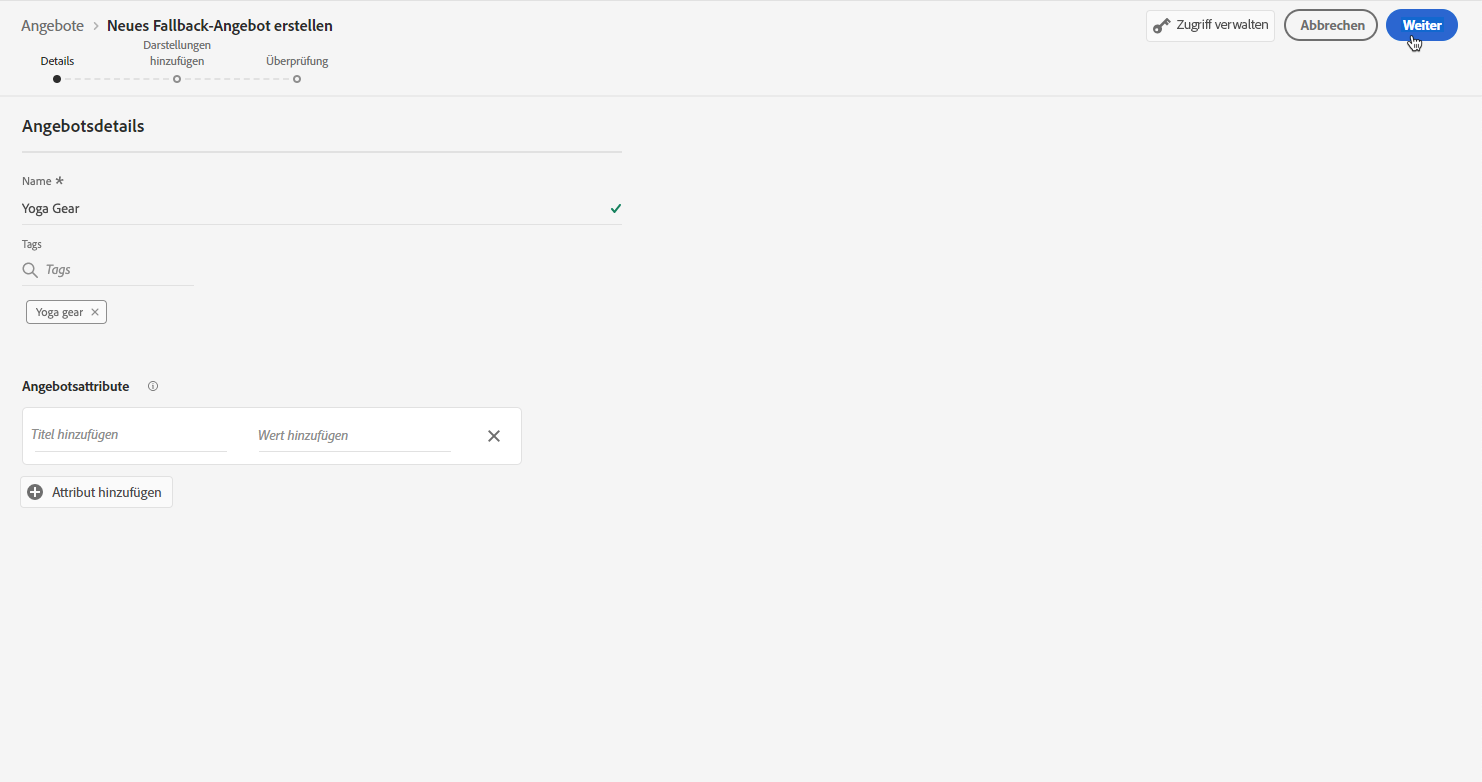 Angebote > Neues Fallback-Angebot erstellen
Zugriff verwalten
Abbrechen
Weiter
Details
Darstellungen
hinzufügen
Überprüfung
Angebotsdetails
Name *
Yoga Gear
Tags
Tags
Yoga gear
Angebotsattribute
Titel hinzufügen
Wert hinzufügen
Attribut hinzufügen